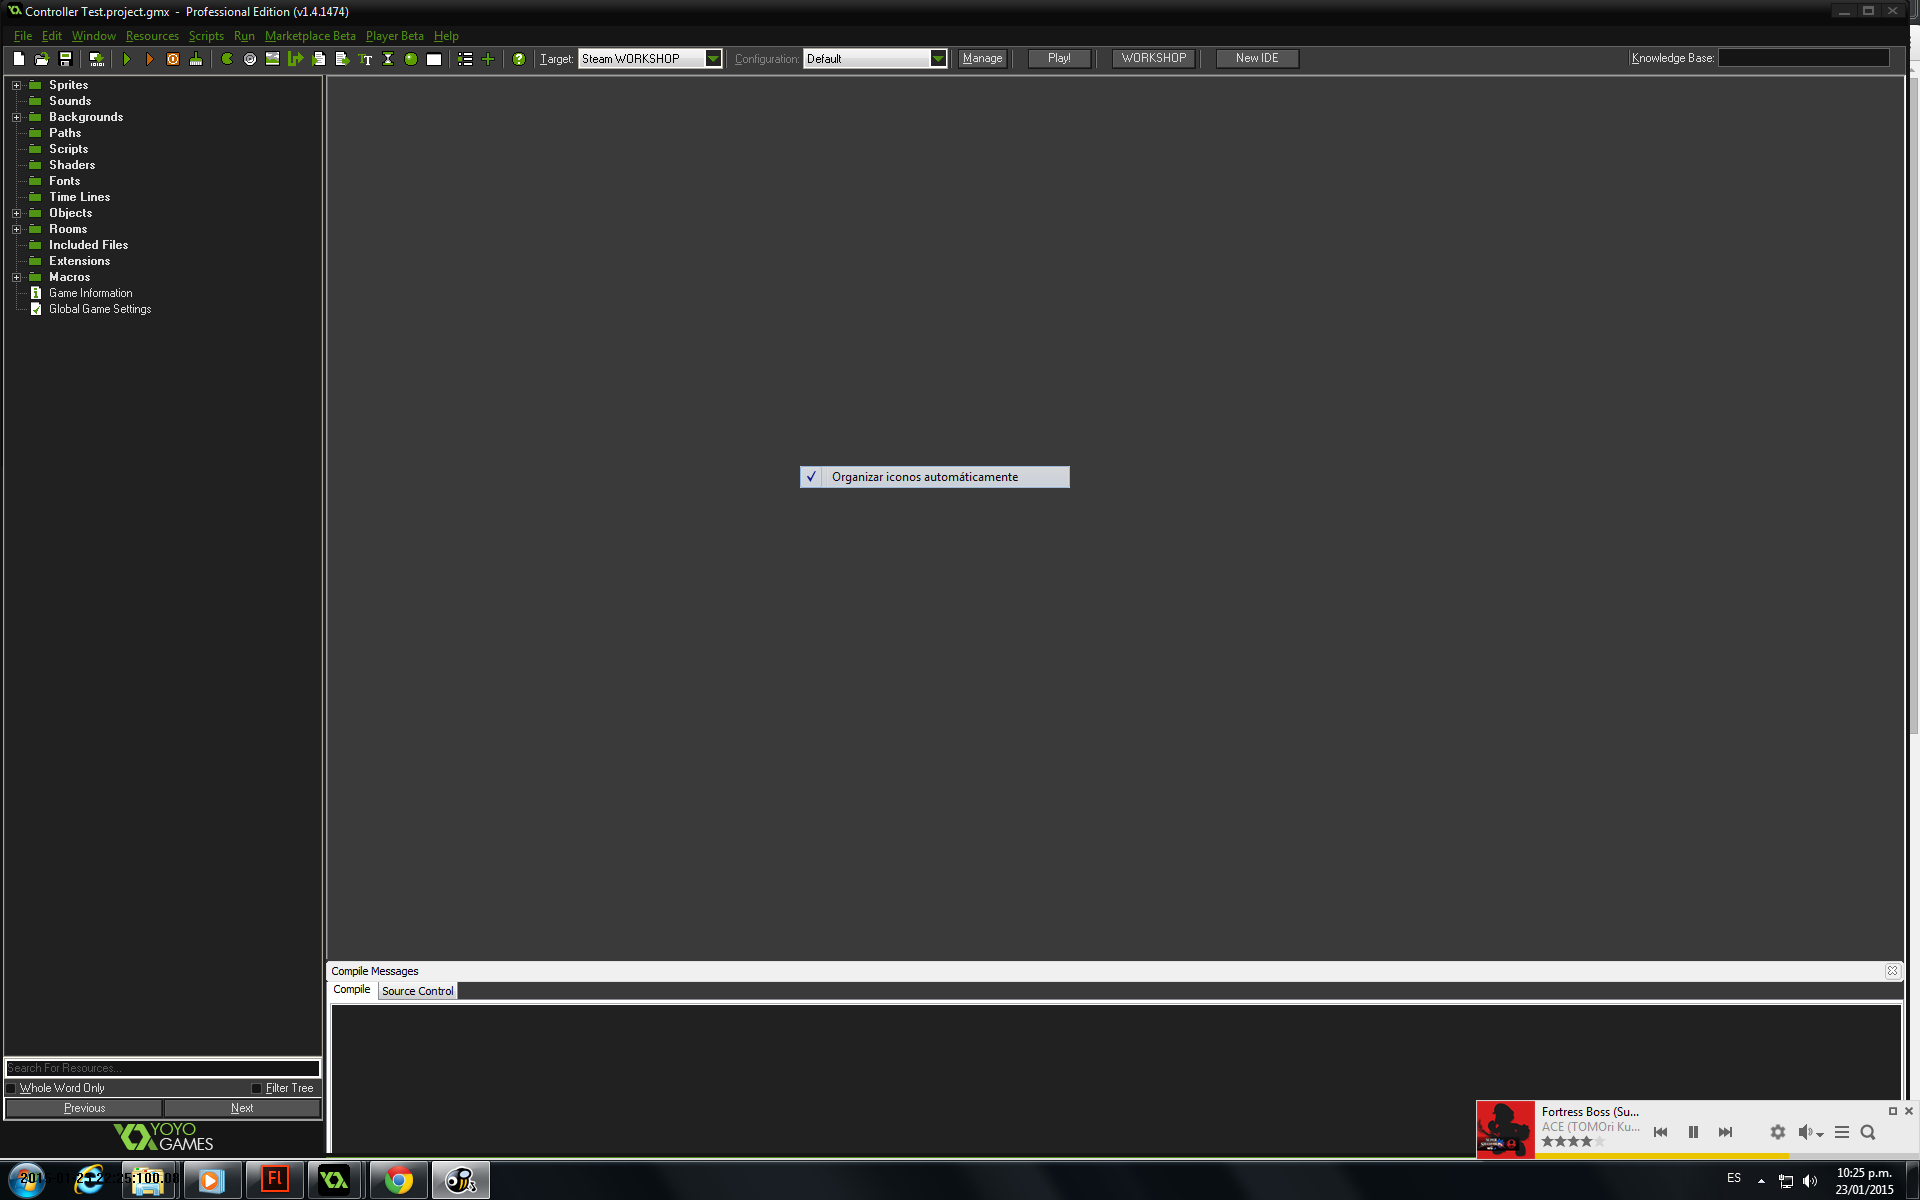 Controller Test.project.gmx - Professional Edition (v1.4.1474)
File Edit Window Resources Scripts Run Marketplace Beta Player Beta Help
Target: Steam WORKSHOP Configuration: Default Manage Play! WORKSHOP New IDE Knowledge Base:
Sprites
Sounds
Backgrounds
Paths
Scripts
Shaders
Fonts
Time Lines
Objects
Rooms
Included Files
Extensions
Macros
Game Information
Global Game Settings
Organizar iconos automáticamente
Compile Messages
Compile Source Control
Search For Resources...
Whole Word Only Filter Tree
Previous Next
YOYO
GAMES
Fortress Boss (Su...
ACE (TOMOri Ku...
Fl
ES
10:25 p.m.
23/01/2015